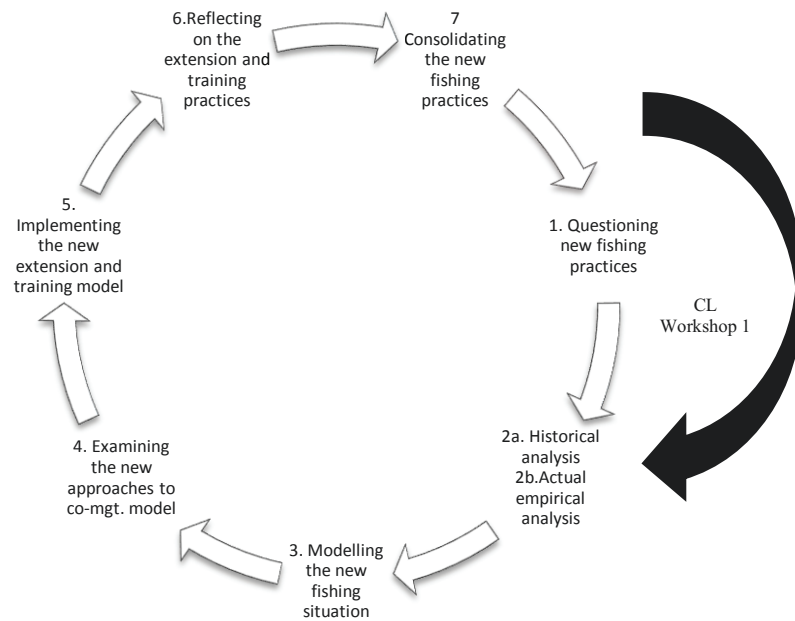 6.Reflecting
on the
extension and
training
practices
7
Consolidating
the new
fishing
practices
1. Questioning
new fishing
practices
CL
Workshop 1
2a. Historical
analysis
2b.Actual
empirical
analysis
3. Modelling
the new
fishing
situation
4. Examining
the new
approaches to
co-mgt. model
5.
Implementing
the new
extension and
training model